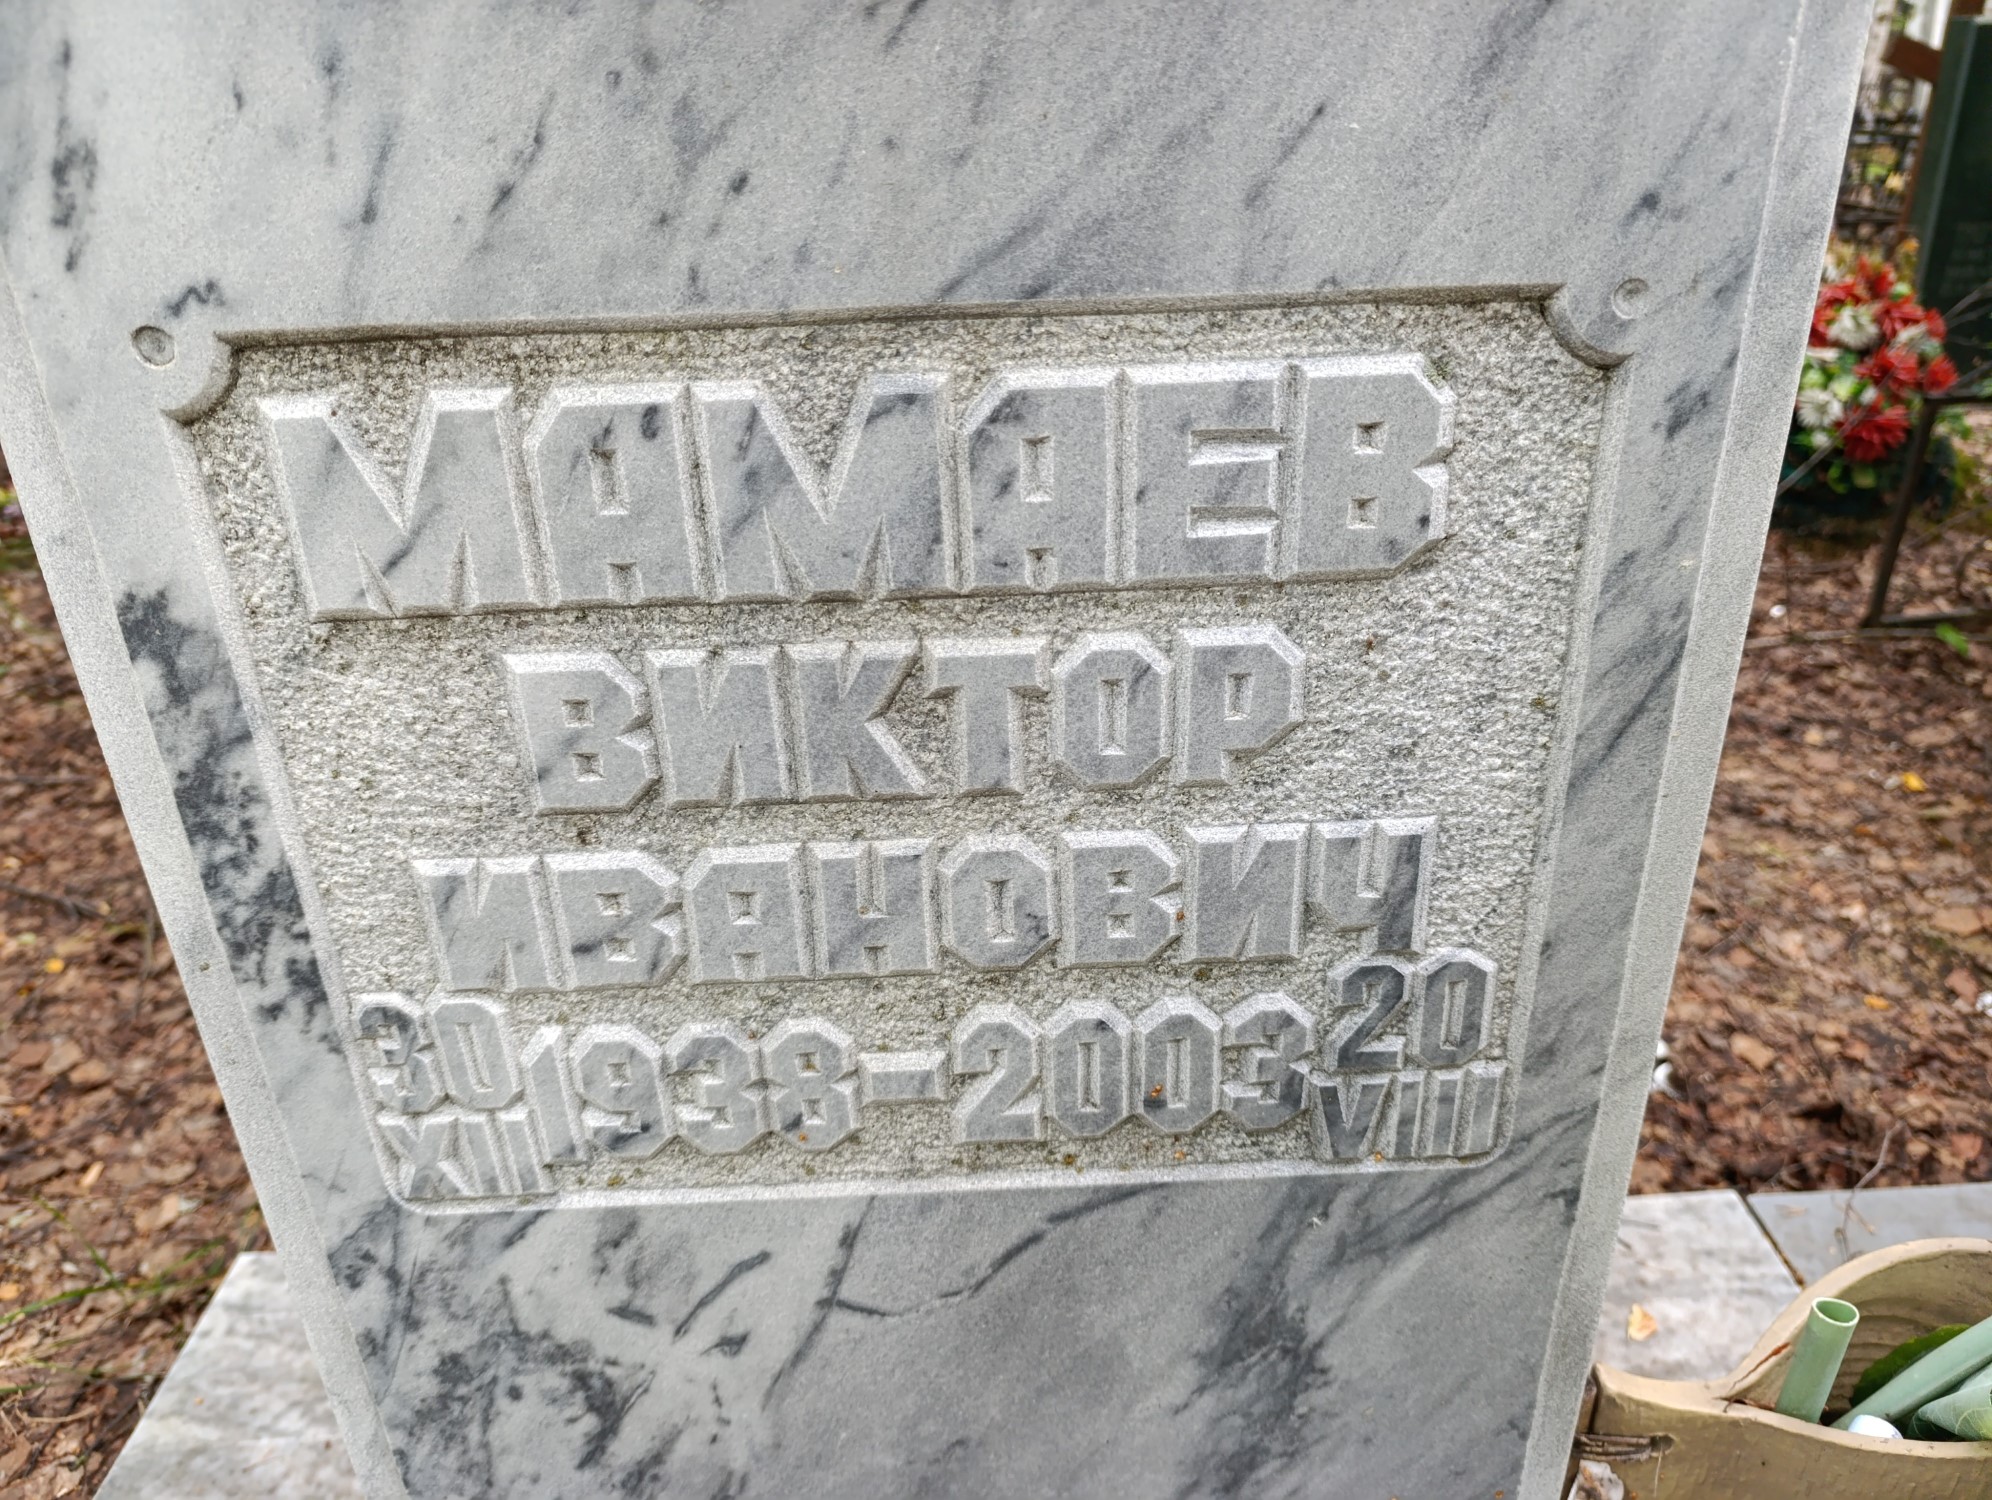 МАМАЕВ
ВИКТОР
ИВАНОВИЧ
30 XII 1938-2003 20 VIII